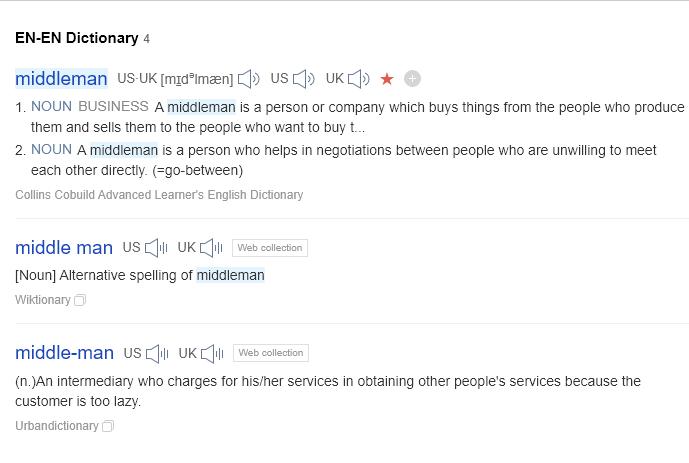 EN-EN Dictionary 4
middleman US·UK [mɪdᵊlmæn] US UK
1. NOUN BUSINESS A middleman is a person or company which buys things from the people who produce
them and sells them to the people who want to buy t...
2. NOUN A middleman is a person who helps in negotiations between people who are unwilling to meet
each other directly. (=go-between)
Collins Cobuild Advanced Learner's English Dictionary
middle man US UK Web collection
[Noun] Alternative spelling of middleman
Wiktionary
middle-man US UK Web collection
(n.)An intermediary who charges for his/her services in obtaining other people's services because the
customer is too lazy.
Urbandictionary